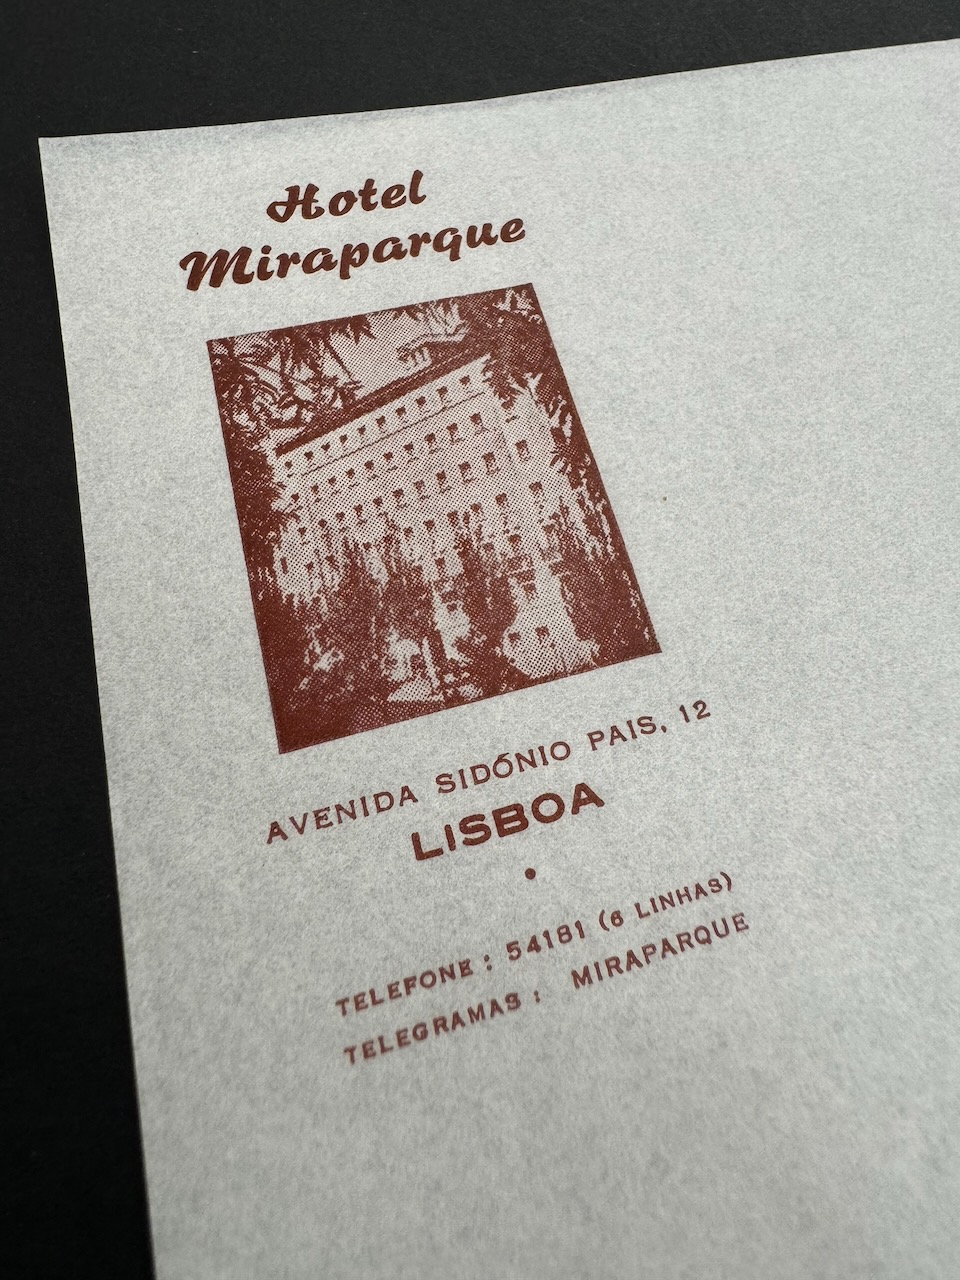 Hotel
Miraparque
AVENIDA SIDÓNIO PAIS, 12
LISBOA
•
TELEFONE : 54181 (6 LINHAS)
TELEGRAMAS : MIRAPARQUE